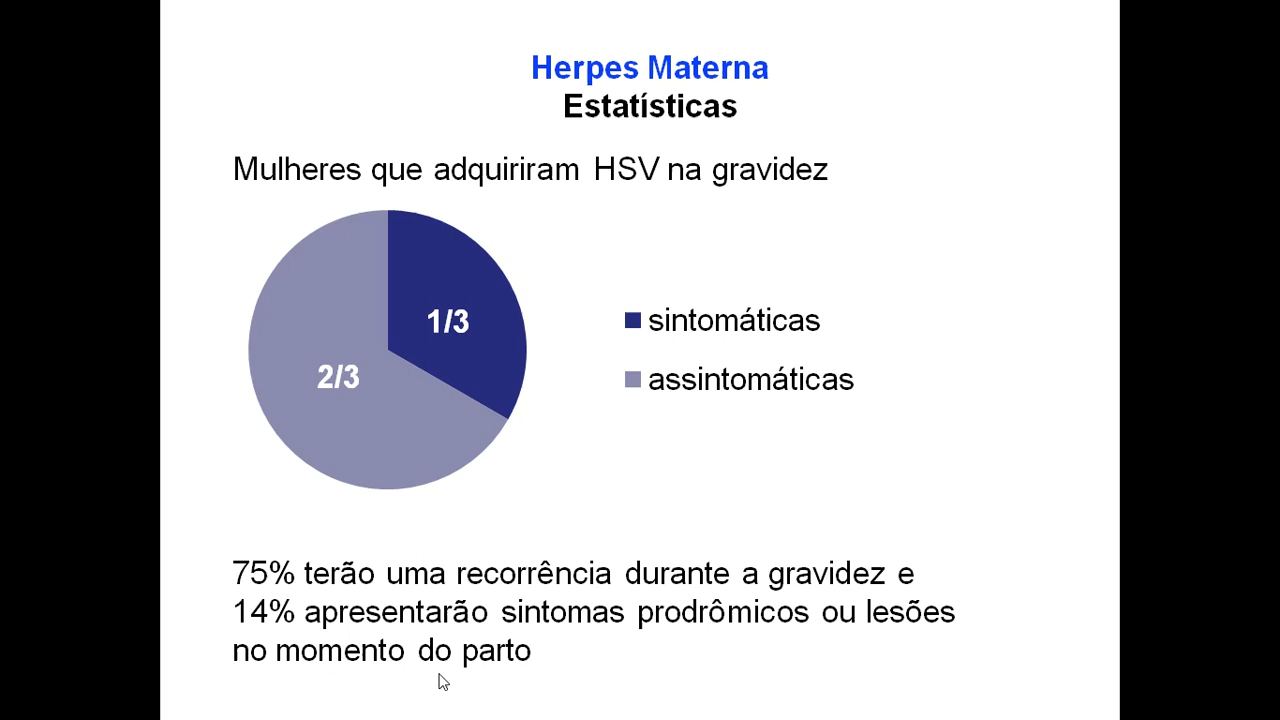 Herpes Materna
Estatísticas
Mulheres que adquiriram HSV na gravidez
1/3
2/3
sintomáticas
assintomáticas
75% terão uma recorrência durante a gravidez e
14% apresentarão sintomas prodrômicos ou lesões
no momento do parto